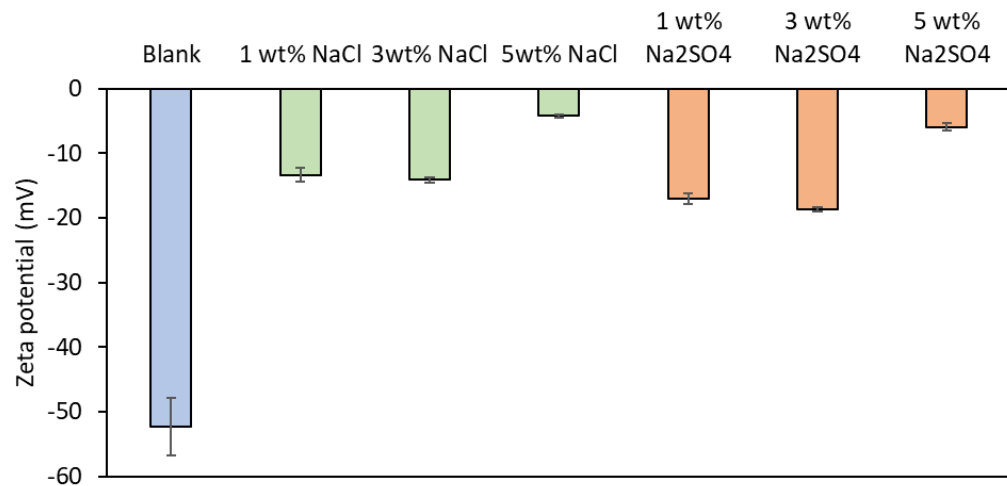 1 wt%
3 wt%
5 wt%
Blank
1 wt% NaCl
3wt% NaCl
5wt% NaCl
Na2SO4
Na2SO4
Na2SO4
0
-10
-20
-30
-40
-50
-60
Zeta potential (mV)